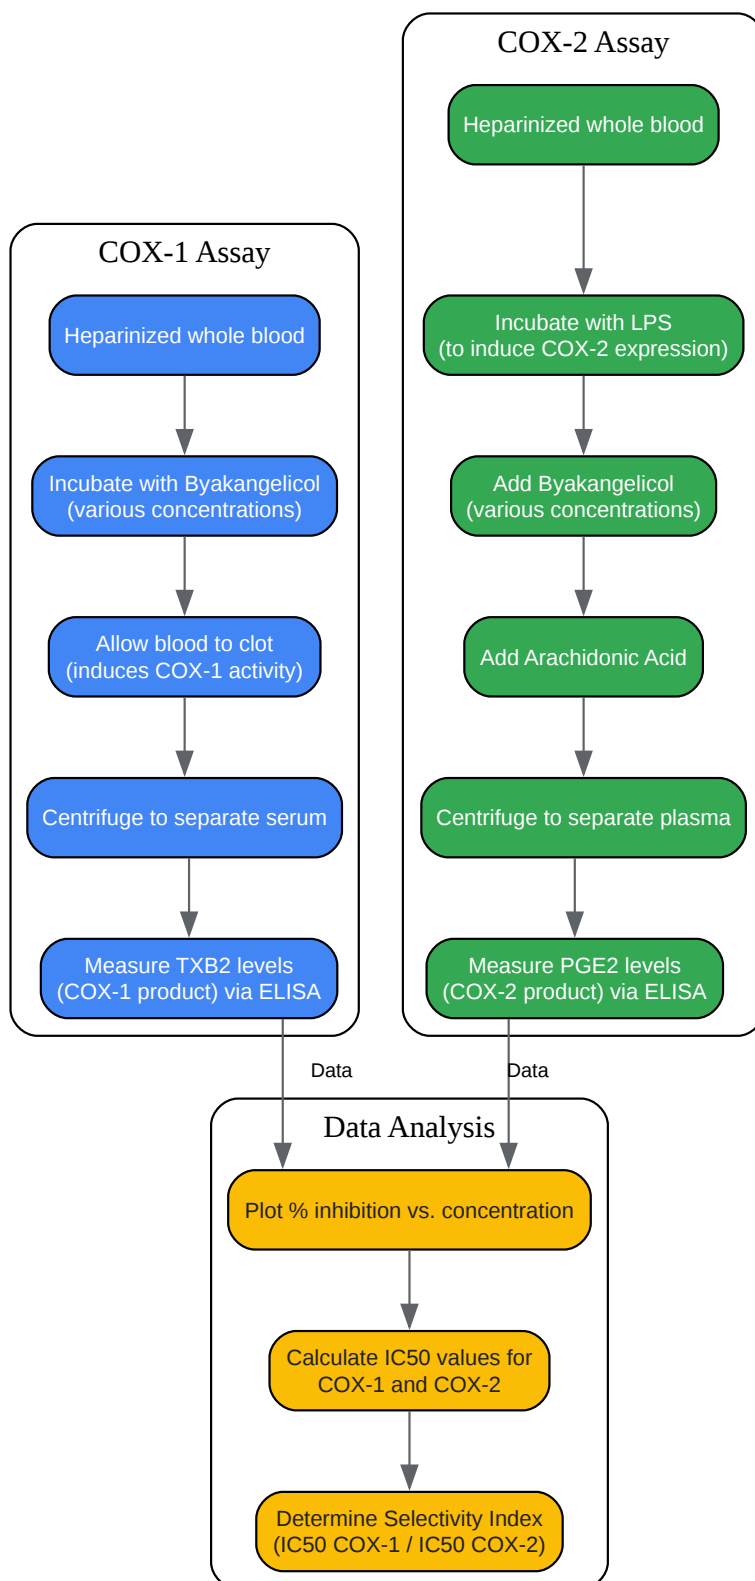 COX-2 Assay
Heparinized whole blood
Incubate with LPS
(to induce COX-2 expression)
Add Byakangelicol
(various concentrations)
Add Arachidonic Acid
Centrifuge to separate plasma
Measure PGE2 levels
(COX-2 product) via ELISA
COX-1 Assay
Heparinized whole blood
Incubate with Byakangelicol
(various concentrations)
Allow blood to clot
(induces COX-1 activity)
Centrifuge to separate serum
Measure TXB2 levels
(COX-1 product) via ELISA
Data
Data
Data Analysis
Plot % inhibition vs. concentration
Calculate IC50 values for
COX-1 and COX-2
Determine Selectivity Index
(IC50 COX-1 / IC50 COX-2)